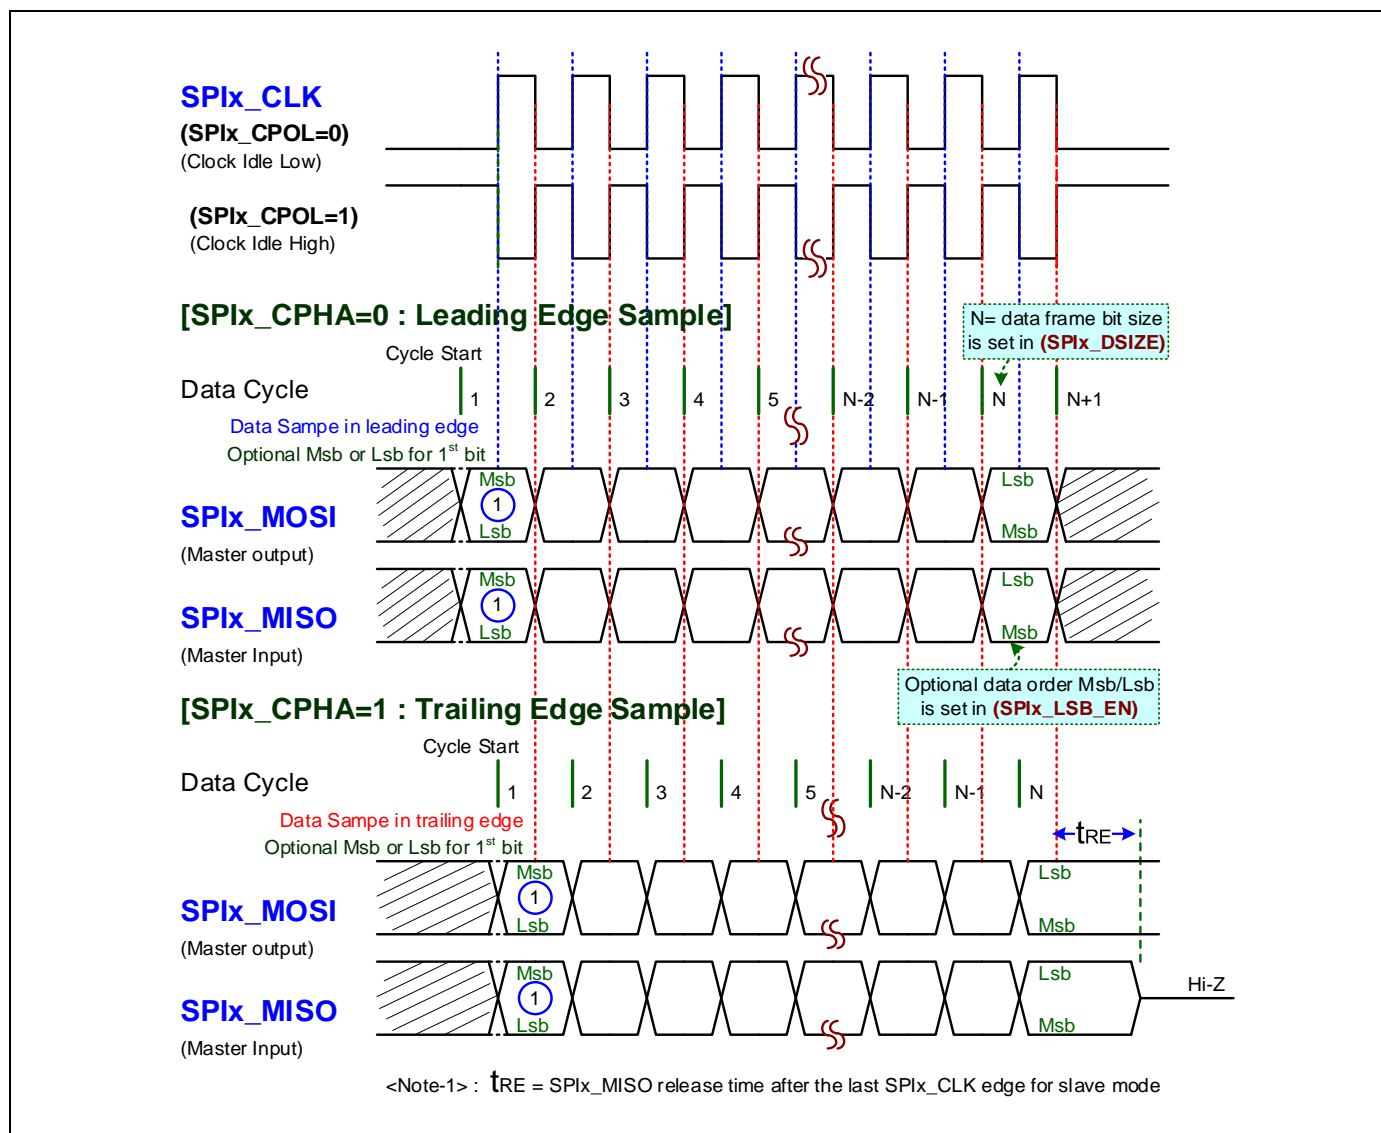 SPIx_CLK
(SPIx_CPOL=0)
(Clock Idle Low)
(SPIx_CPOL=1)
(Clock Idle High)
[SPIx_CPHA=0 : Leading Edge Sample]
N= data frame bit size
is set in (SPIx_DSIZE)
Cycle Start
Data Cycle
1 2 3 4 5 N-2 N-1 N N+1
Data Sampe in leading edge
Optional Msb or Lsb for 1st bit
Msb Lsb
SPIx_MOSI 1
Lsb Msb
(Master output)
Msb Lsb
SPIx_MISO 1
Lsb Msb
(Master Input)
Optional data order Msb/Lsb
is set in (SPIx_LSB_EN)
[SPIx_CPHA=1 : Trailing Edge Sample]
Cycle Start
Data Cycle
1 2 3 4 5 N-2 N-1 N
Data Sampe in trailing edge
tRE
Optional Msb or Lsb for 1st bit
Msb Lsb
SPIx_MOSI 1
Lsb Msb
(Master output)
Msb Lsb
Hi-Z
SPIx_MISO 1
Lsb Msb
(Master Input)
<Note-1> : tRE = SPIx_MISO release time after the last SPIx_CLK edge for slave mode